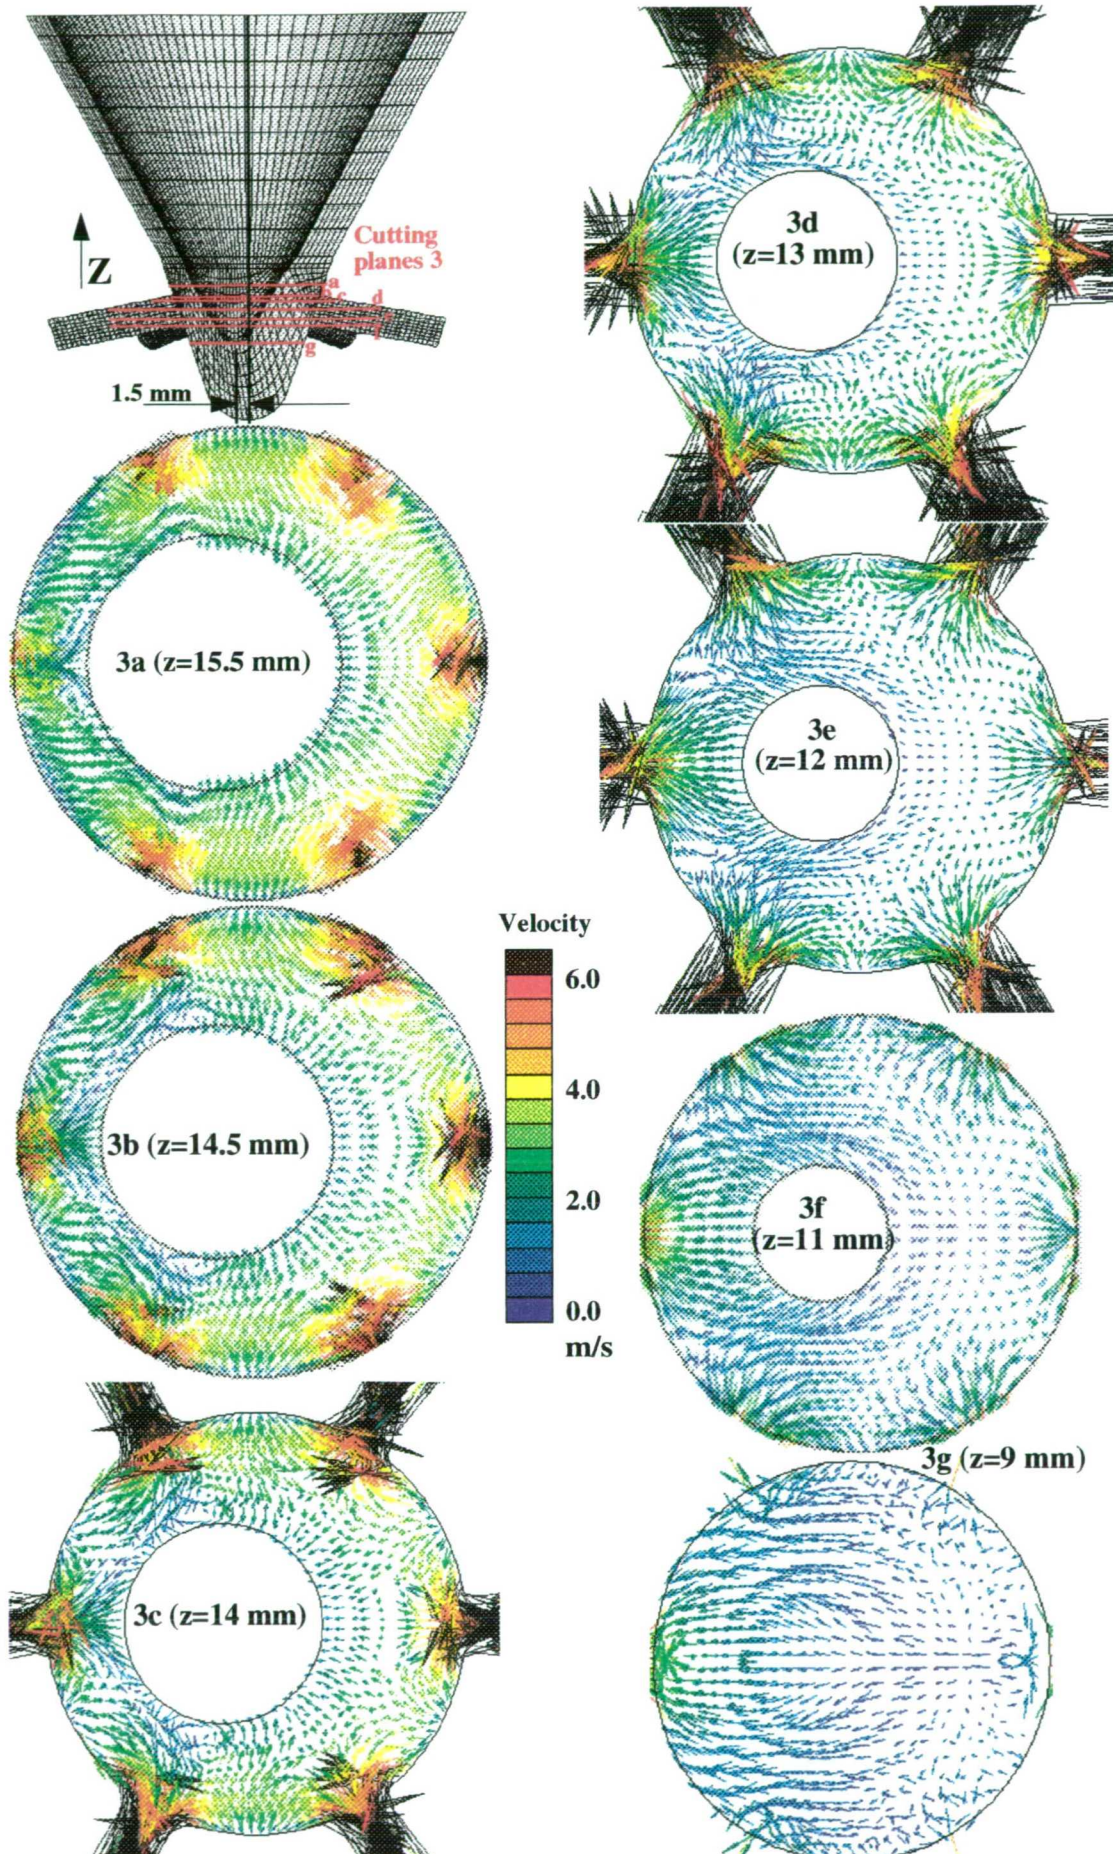 Z
Cutting
planes 3
a
c
d
f
g
1.5 mm
3a (z=15.5 mm)
3b (z=14.5 mm)
3c (z=14 mm)
Velocity
6.0
4.0
2.0
0.0
m/s
3d
(z=13 mm)
3e
(z=12 mm)
3f
(z=11 mm)
3g (z=9 mm)